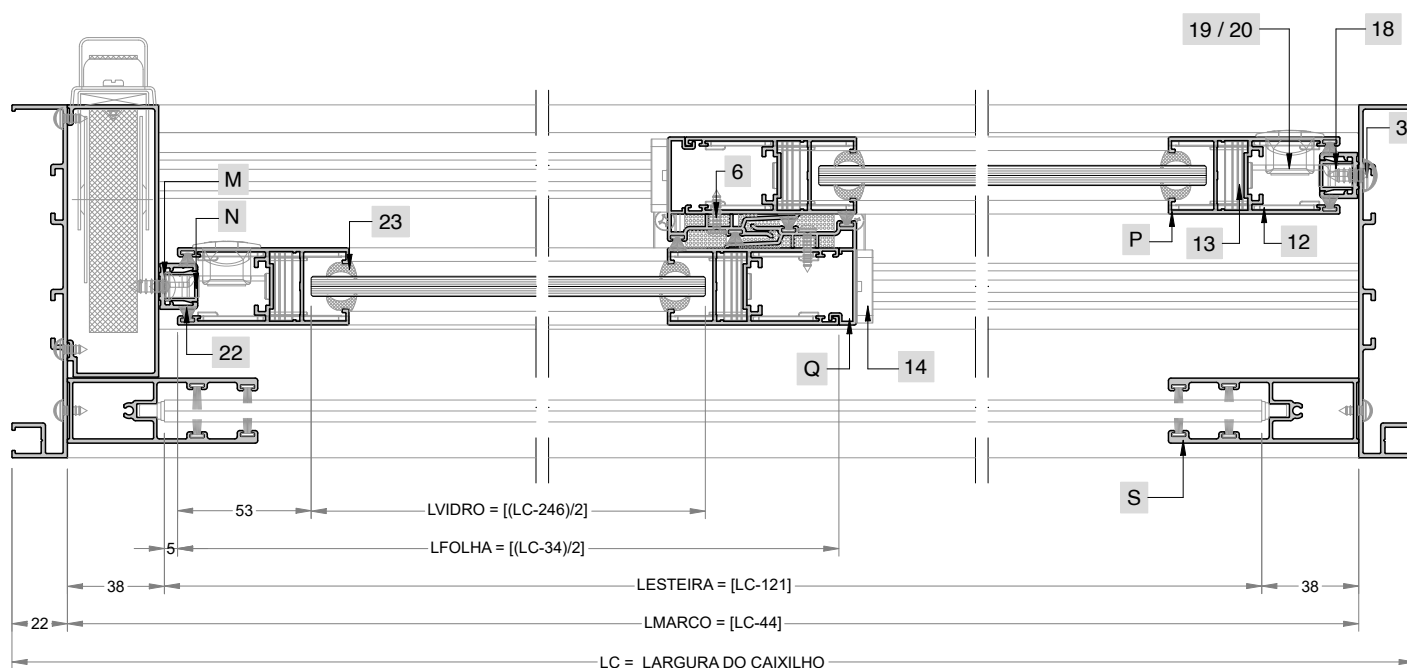 19 / 20
18
3
M
6
N
23
P
13
12
22
Q
14
S
53
LVIDRO = [(LC-246)/2]
5
LFOLHA = [(LC-34)/2]
38
LESTEIRA = [LC-121]
38
22
LMARCO = [LC-44]
LC = LARGURA DO CAIXILHO